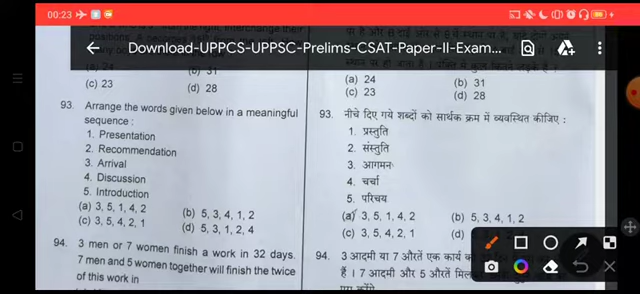 00:23
Download-UPPCS-UPPSC-Prelims-CSAT-Paper-II-Exam...
(b) 31
(c) 23
(d) 28
93. Arrange the words given below in a meaningful
sequence :
1. Presentation
2. Recommendation
3. Arrival
4. Discussion
5. Introduction
(a) 3, 5, 1, 4, 2
(b) 5, 3, 4, 1, 2
(c) 3, 5, 4, 2, 1
(d) 5, 3, 1, 2, 4
94. 3 men or 7 women finish a work in 32 days.
7 men and 5 women together will finish the twice
of this work in
(a) 24
(b) 31
(c) 23
(d) 28
93. नीचे दिए गये शब्दों को सार्थक क्रम में व्यवस्थित कीजिए :
1. प्रस्तुति
2. संस्तुति
3. आगमन
4. चर्चा
5. परिचय
(a) 3, 5, 1, 4, 2
(b) 5, 3, 4, 1, 2
(c) 3, 5, 4, 2, 1
(d)
94. 3 आदमी या 7 औरतें एक कार्य
हैं । 7 आदमी और 5 औरतें